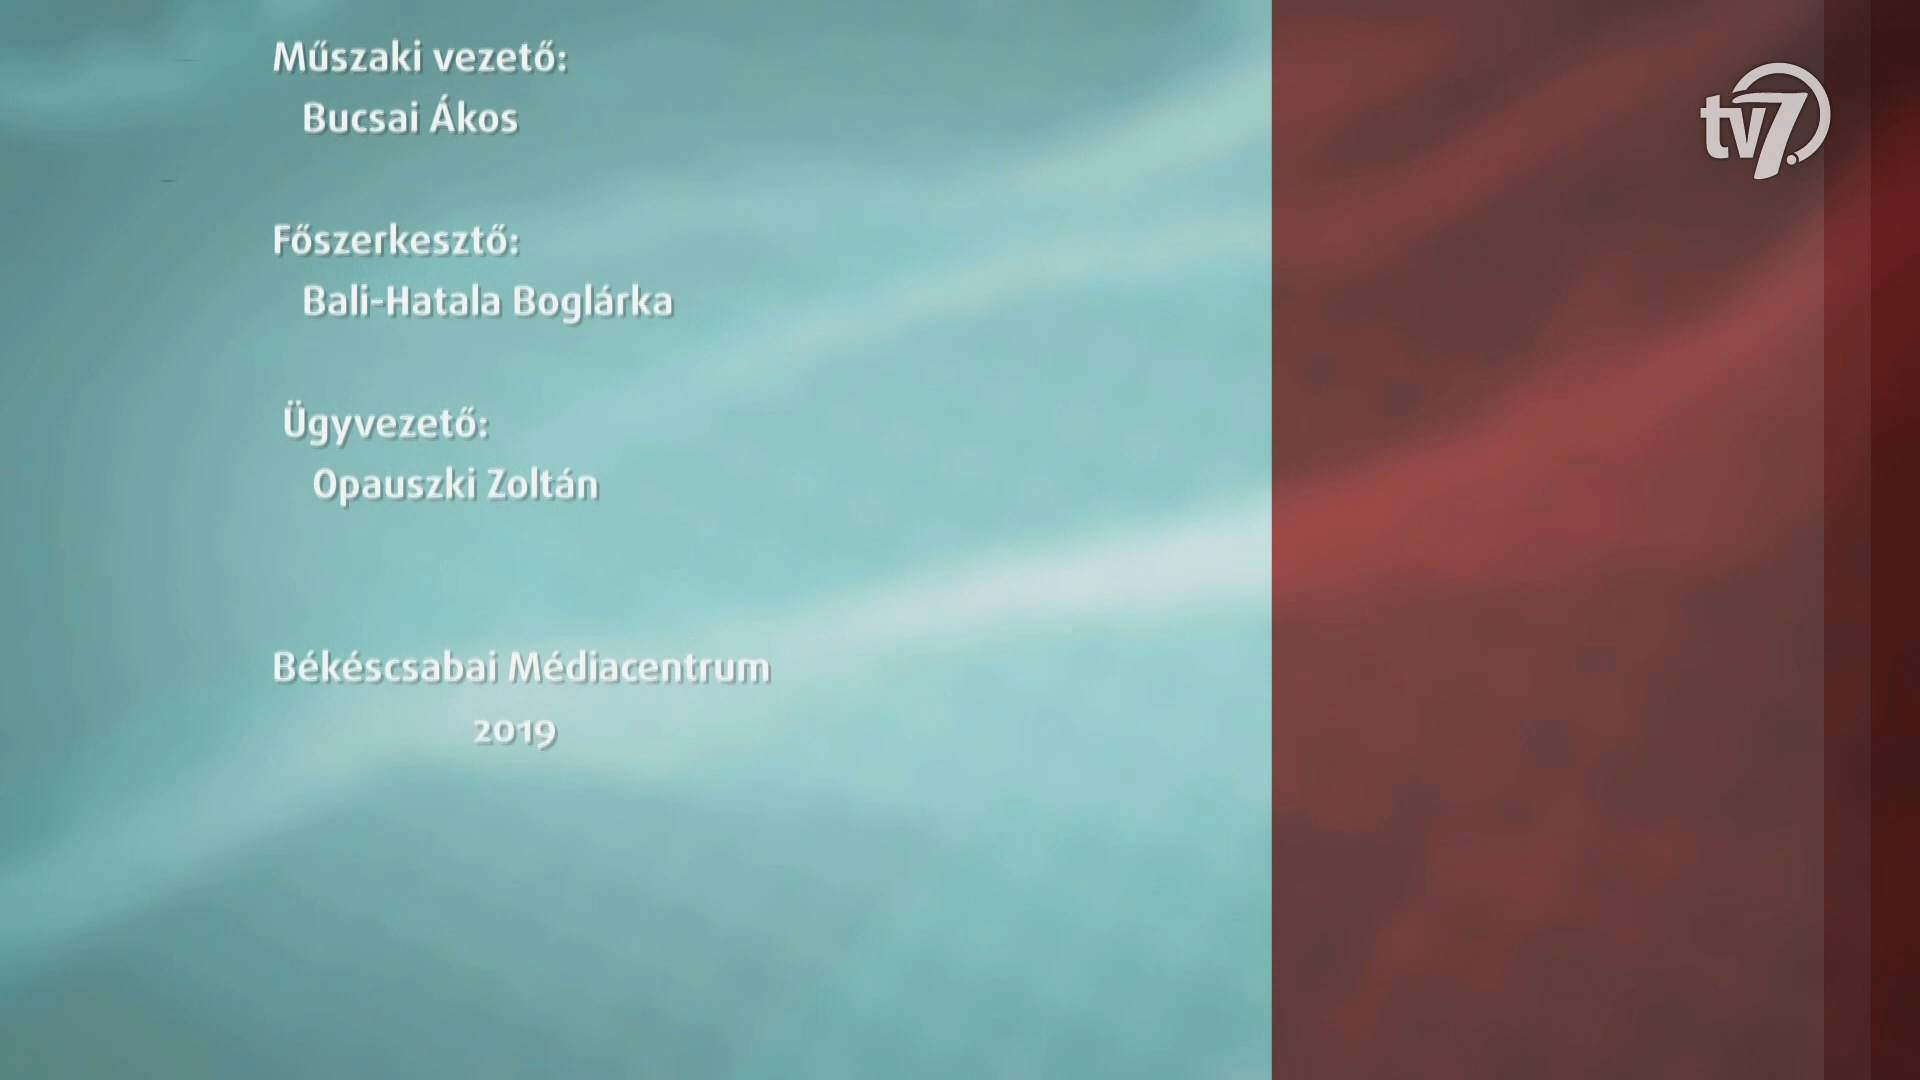 Műszaki vezető:
Bucsai Ákos
Főszerkesztő:
Bali-Hatala Boglárka
Ügyvezető:
Opauszki Zoltán
Békéscsabai Médiacentrum
2019
tv7